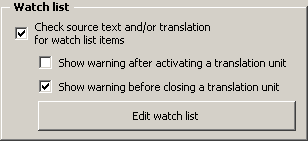 Watch list
Check source text and/or translation
for watch list items
Show warning after activating a translation unit
Show warning before closing a translation unit
Edit watch list